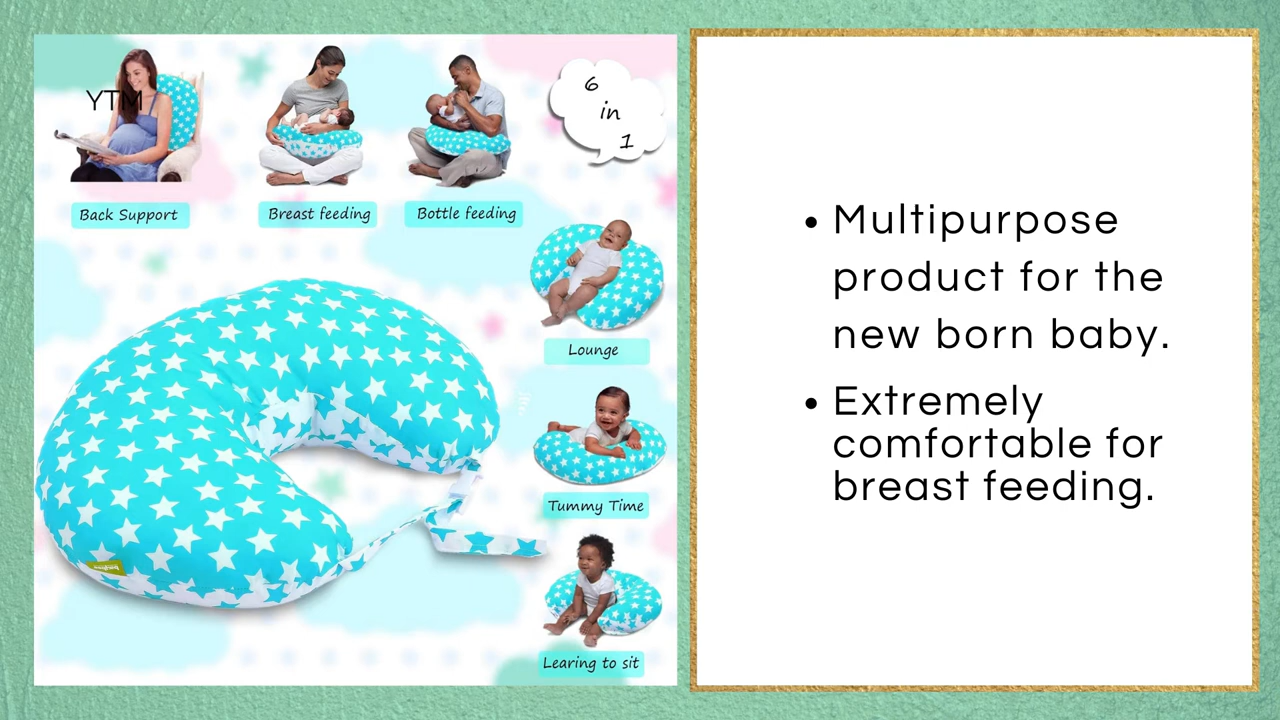 YTM
6
in
1
Back Support
Breast feeding
Bottle feeding
Lounge
Tummy Time
Learing to sit
• Multipurpose
product for the
new born baby.
• Extremely
comfortable for
breast feeding.